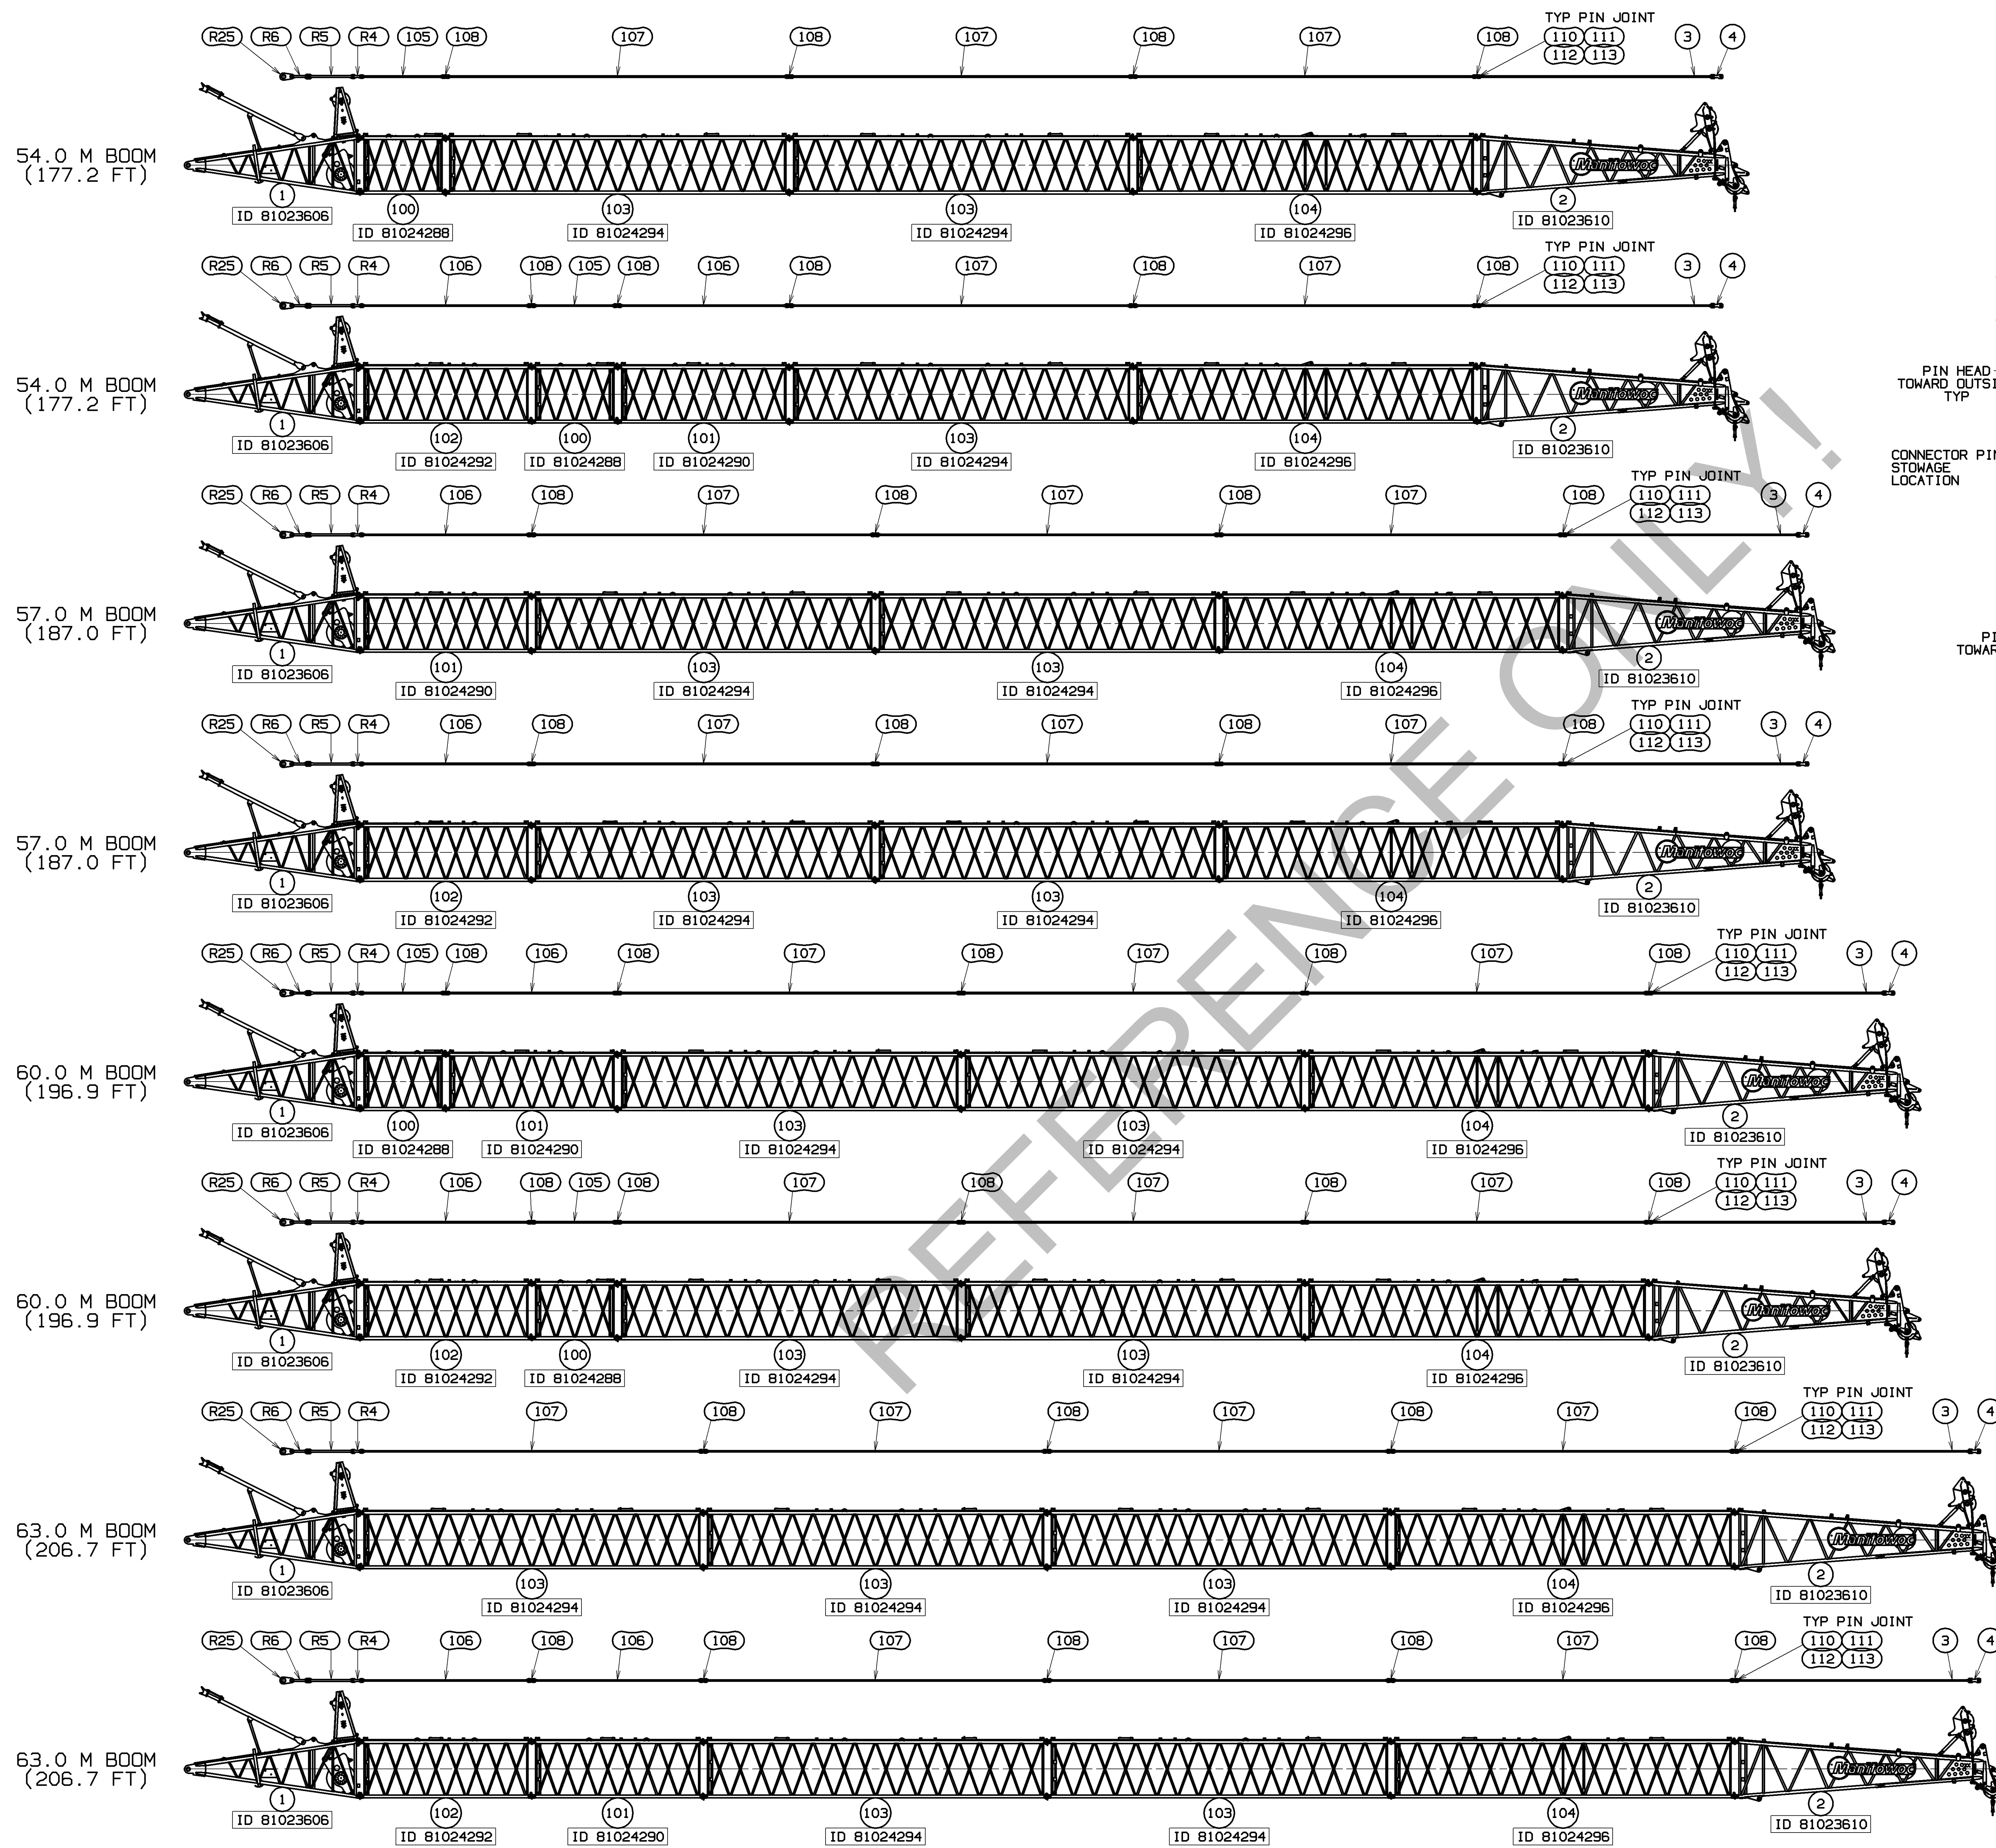 TYP PIN JOINT
R25 R6 R5 R4 105 108 107 108 107 108 107 108 110 111 3 4
112 113
54.0 M BOOM
(177.2 FT)
Manitowoc
1 100 103 103 104 2
ID 81023606 ID 81024288 ID 81024294 ID 81024294 ID 81024296 ID 81023610
TYP PIN JOINT
R25 R6 R5 R4 106 108 105 108 106 108 107 108 107 108 110 111 3 4
112 113
54.0 M BOOM
(177.2 FT)
Manitowoc
1 102 100 101 103 104 2
ID 81023606 ID 81024292 ID 81024288 ID 81024290 ID 81024294 ID 81024296 ID 81023610
PIN HEAD
TOWARD OUTSI
TYP
CONNECTOR PIN
STOWAGE
LOCATION
TYP PIN JOINT
R25 R6 R5 R4 106 108 107 108 107 108 107 108 110 111 3 4
112 113
57.0 M BOOM
(187.0 FT)
Manitowoc
1 101 103 103 104 2
ID 81023606 ID 81024290 ID 81024294 ID 81024294 ID 81024296 ID 81023610
PI
TOWAR
TYP PIN JOINT
R25 R6 R5 R4 106 108 107 108 107 108 107 108 110 111 3 4
112 113
57.0 M BOOM
(187.0 FT)
Manitowoc
1 102 103 103 104 2
ID 81023606 ID 81024292 ID 81024294 ID 81024294 ID 81024296 ID 81023610
TYP PIN JOINT
R25 R6 R5 R4 105 108 106 108 107 108 107 108 107 108 110 111 3 4
112 113
60.0 M BOOM
(196.9 FT)
Manitowoc
1 100 101 103 103 104 2
ID 81023606 ID 81024288 ID 81024290 ID 81024294 ID 81024294 ID 81024296 ID 81023610
TYP PIN JOINT
R25 R6 R5 R4 106 108 105 108 107 108 107 108 107 108 110 111 3 4
112 113
60.0 M BOOM
(196.9 FT)
Manitowoc
1 102 100 103 103 104 2
ID 81023606 ID 81024292 ID 81024288 ID 81024294 ID 81024294 ID 81024296 ID 81023610
TYP PIN JOINT
R25 R6 R5 R4 107 108 107 108 107 108 107 108 110 111 3 4
112 113
63.0 M BOOM
(206.7 FT)
Manitowoc
1 103 103 103 104 2
ID 81023606 ID 81024294 ID 81024294 ID 81024294 ID 81024296 ID 81023610
TYP PIN JOINT
R25 R6 R5 R4 106 108 106 108 107 108 107 108 107 108 110 111 3 4
112 113
63.0 M BOOM
(206.7 FT)
Manitowoc
1 102 101 103 103 104 2
ID 81023606 ID 81024292 ID 81024290 ID 81024294 ID 81024294 ID 81024296 ID 81023610
REFERENCE ONLY!